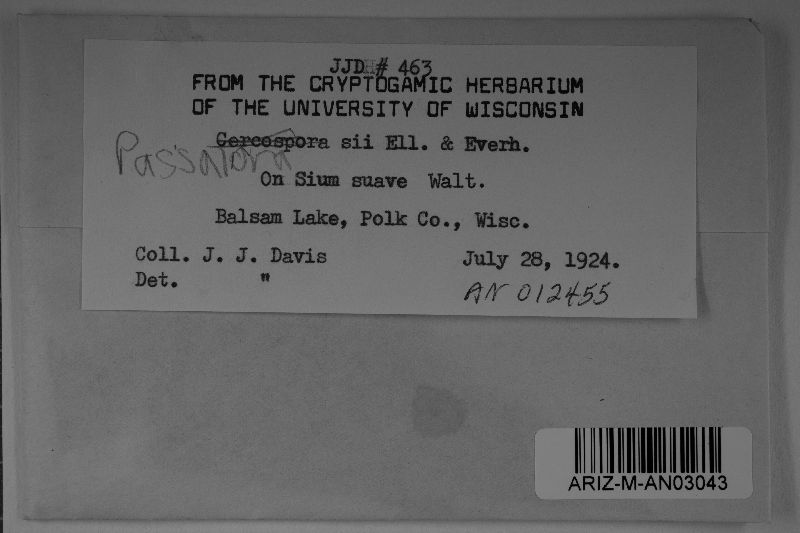 JJDH# 463
FROM THE CRYPTOGAMIC HERBARIUM
OF THE UNIVERSITY OF WISCONSIN
Cercospora sii Ell. & Everh.
Passalora
On Sium suave Walt.
Balsam Lake, Polk Co., Wisc.
Coll. J. J. Davis July 28, 1924.
Det. "
AN 012455
ARIZ-M-AN03043